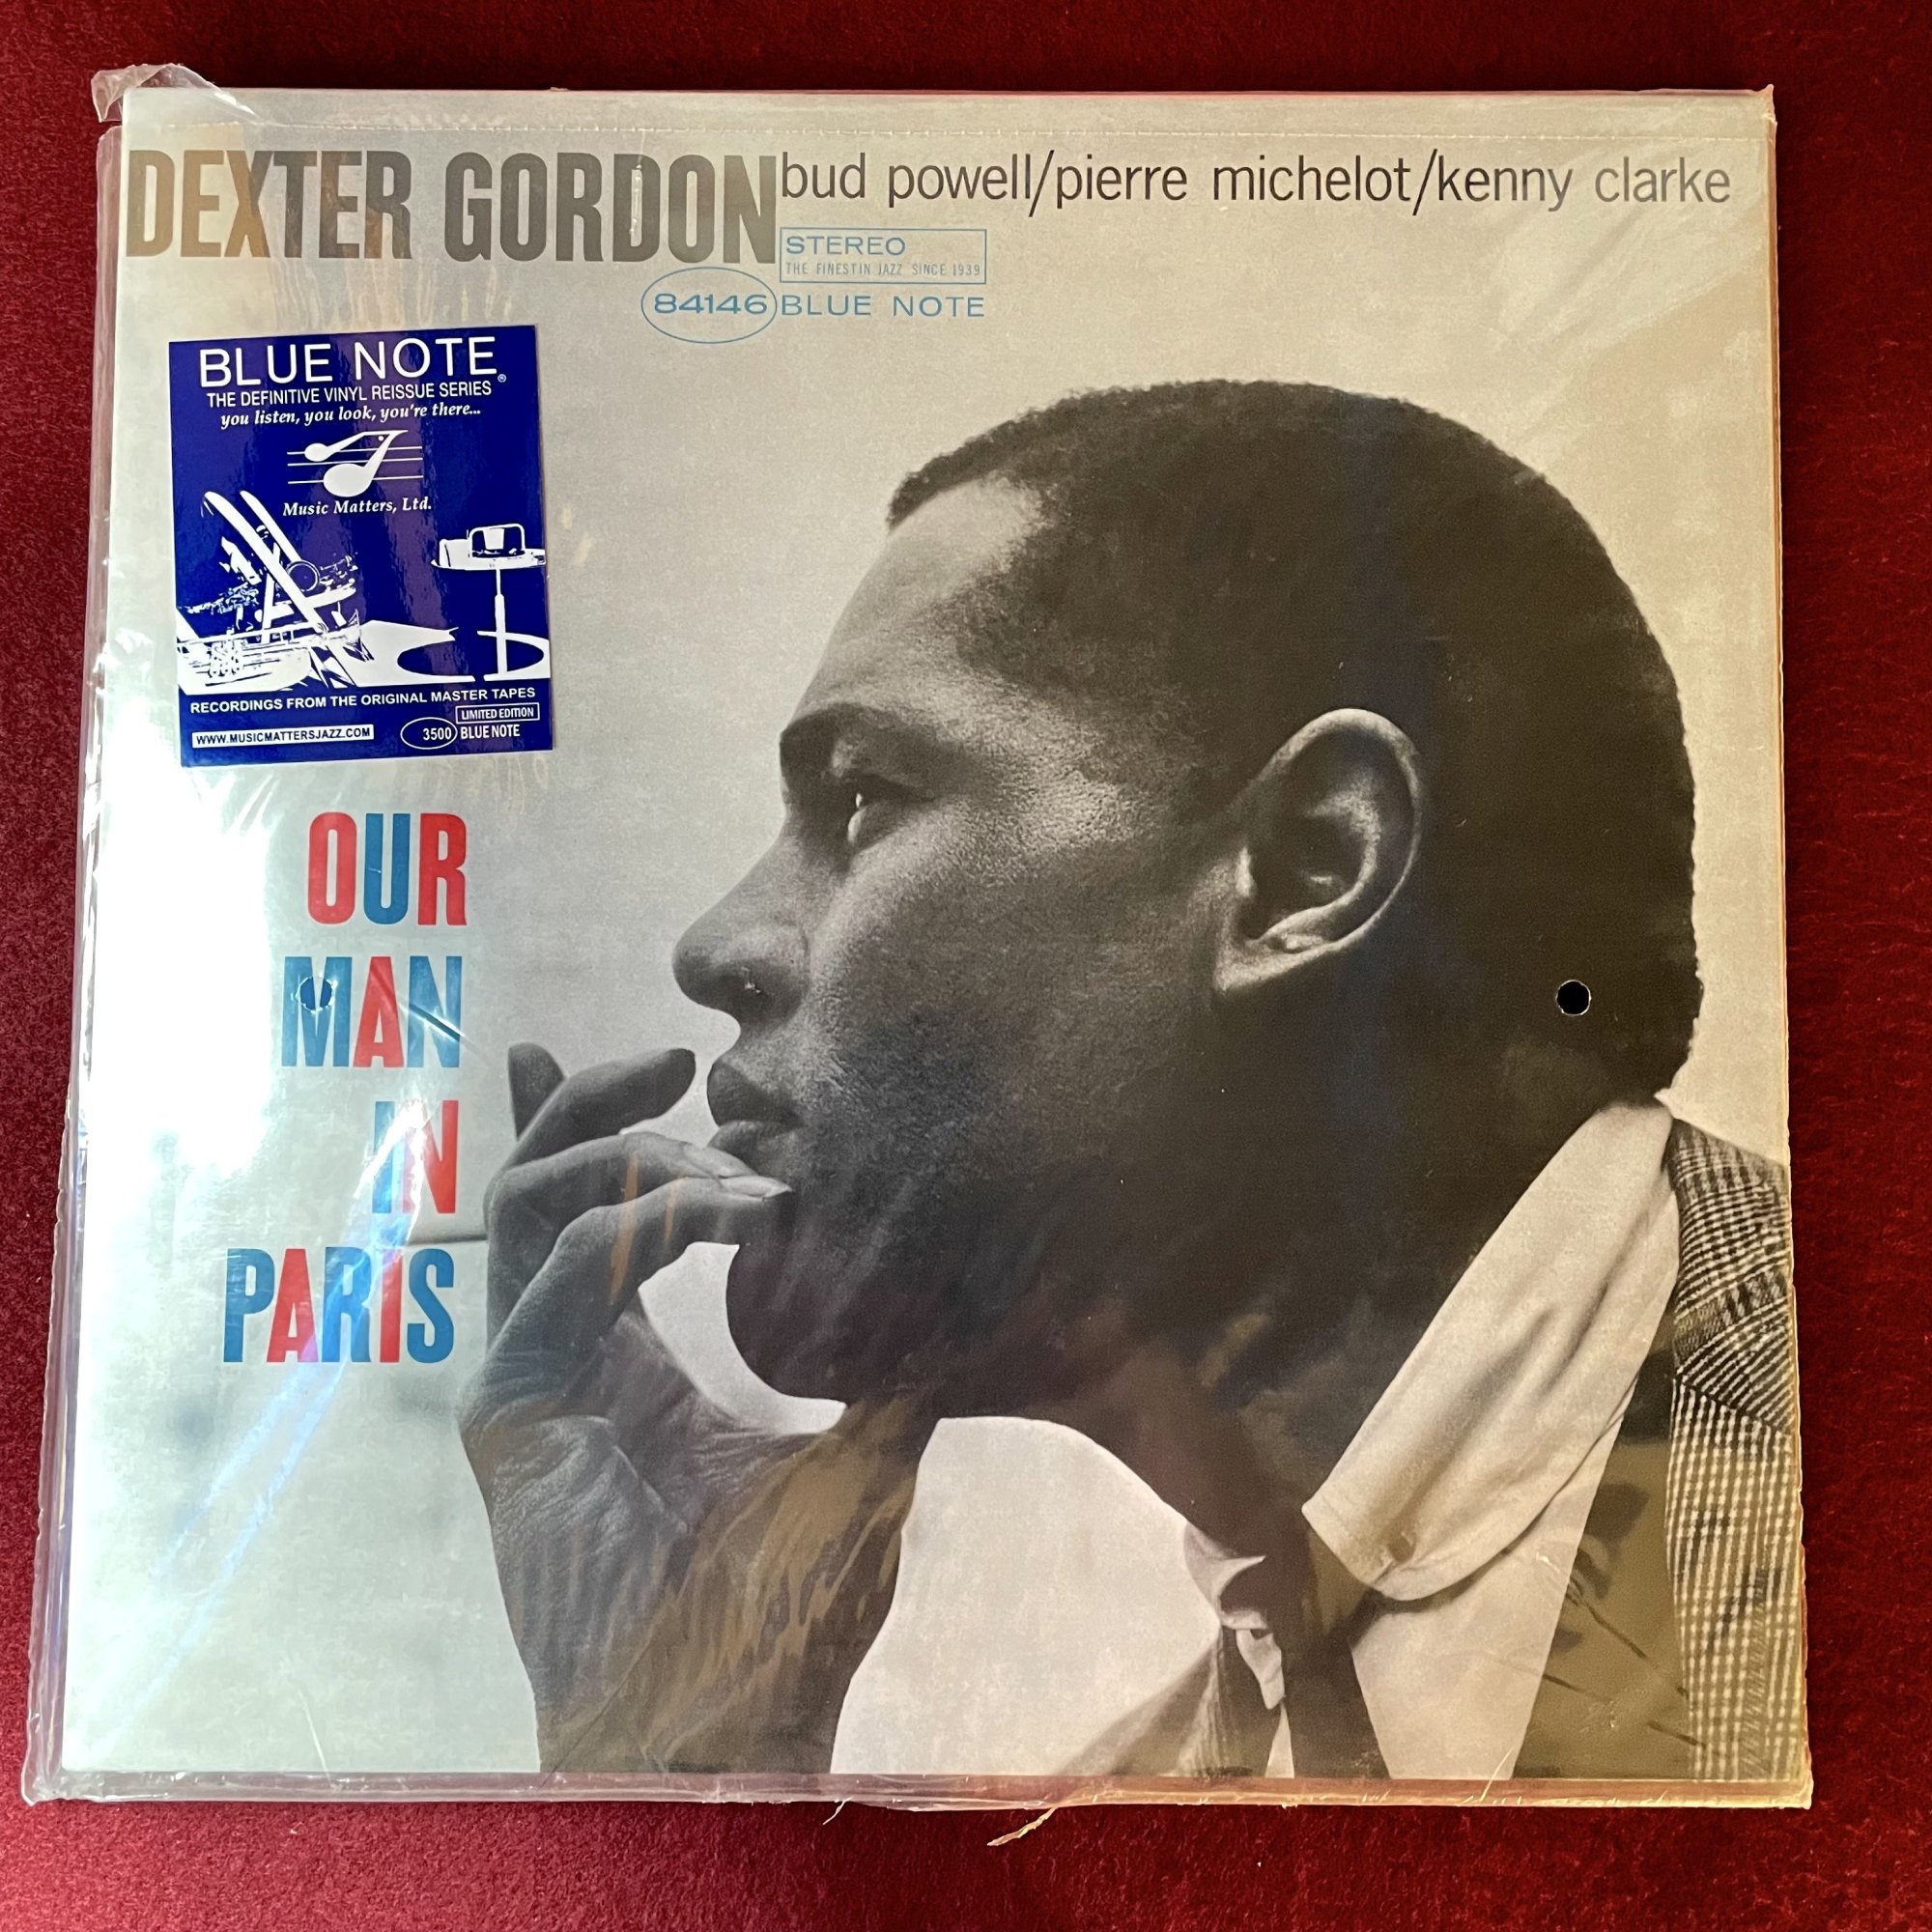 DEXTER GORDON bud powell/pierre michelot/kenny clarke
STEREO
THE FINEST IN JAZZ SINCE 1939
84146 BLUE NOTE
BLUE NOTE®
THE DEFINITIVE VINYL REISSUE SERIES
you listen, you look, you're there...
Music Matters, Ltd.
RECORDINGS FROM THE ORIGINAL MASTER TAPES
LIMITED EDITION
WWW.MUSICMATTERSJAZZ.COM 3500 BLUE NOTE
OUR
MAN
IN
PARIS